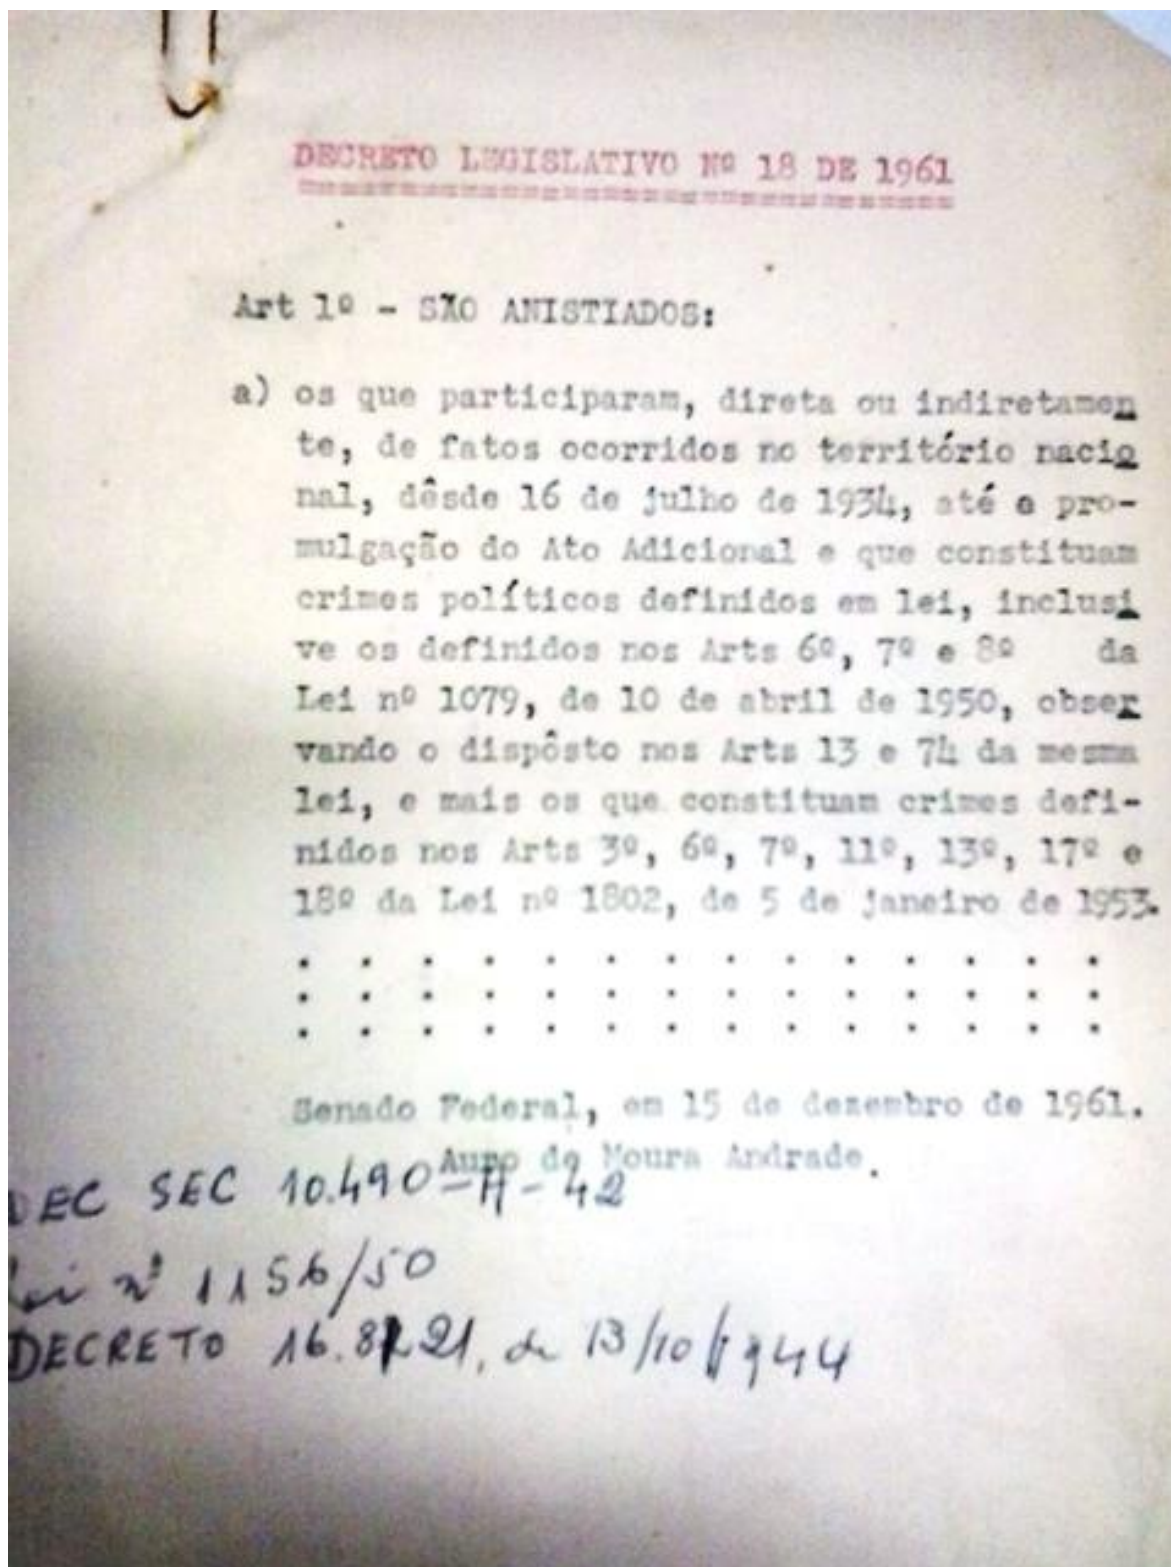 DECRETO LEGISLATIVO Nº 18 DE 1961
==================================
Art 1º - SÃO ANISTIADOS:
a) os que participaram, direta ou indiretamen
te, de fatos ocorridos no território nacio
nal, dêsde 16 de julho de 1934, até a pro-
mulgação do Ato Adicional e que constituam
crimes políticos definidos em lei, inclusi
ve os definidos nos Arts 6º, 7º e 8º da
Lei nº 1079, de 10 de abril de 1950, obser
vando o dispôsto nos Arts 13 e 74 da mesma
lei, e mais os que constituam crimes defi-
nidos nos Arts 3º, 6º, 7º, 11º, 13º, 17º e
18º da Lei nº 1802, de 5 de janeiro de 1953.
. . . . . . . . . . . . . .
. . . . . . . . . . . . . .
. . . . . . . . . . . . . .
Senado Federal, em 15 de dezembro de 1961.
Auro de Moura Andrade.
DEC SEC 10.490-A-42
Lei nº 1156/50
DECRETO 21, de 13/10/1944